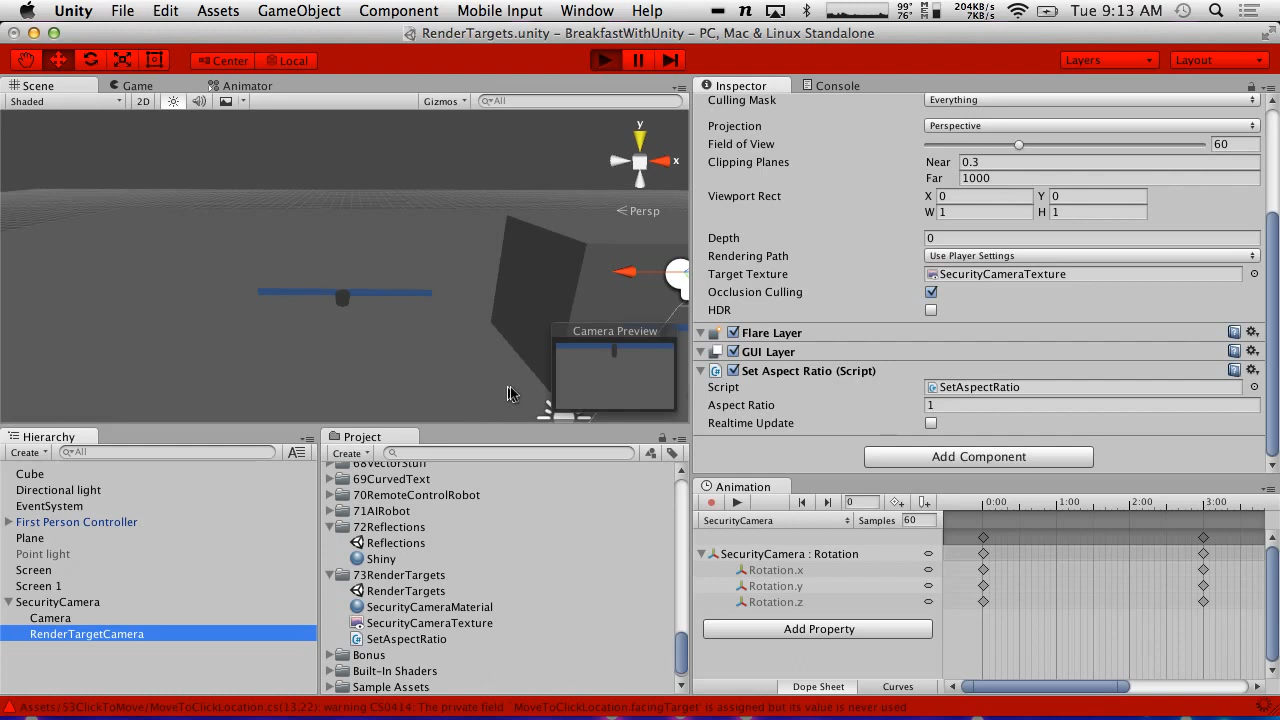 Unity File Edit Assets GameObject Component Mobile Input Window Help
99° 76° 204KB/s 7KB/s Tue 9:13 AM
RenderTargets.unity – BreakfastWithUnity – PC, Mac & Linux Standalone
Center Local Layers Layout
Scene Game Animator
Shaded 2D Gizmos All
y
x
Persp
Camera Preview
Inspector Console
Culling Mask Everything
Projection Perspective
Field of View 60
Clipping Planes Near 0.3
Far 1000
Viewport Rect X 0 Y 0
W 1 H 1
Depth 0
Rendering Path Use Player Settings
Target Texture SecurityCameraTexture
Occlusion Culling
HDR
Flare Layer
GUI Layer
Set Aspect Ratio (Script)
Script SetAspectRatio
Aspect Ratio 1
Realtime Update
Add Component
Hierarchy
Create All
Cube
Directional light
EventSystem
First Person Controller
Plane
Point light
Screen
Screen 1
SecurityCamera
Camera
RenderTargetCamera
Project
Create
68VectorStuff
69CurvedText
70RemoteControlRobot
71AIRobot
72Reflections
Reflections
Shiny
73RenderTargets
RenderTargets
SecurityCameraMaterial
SecurityCameraTexture
SetAspectRatio
Bonus
Built-In Shaders
Sample Assets
Animation
0 0:00 1:00 2:00 3:00
SecurityCamera Samples 60
SecurityCamera : Rotation
Rotation.x
Rotation.y
Rotation.z
Add Property
Dope Sheet Curves
Assets/53ClickToMove/MoveToClickLocation.cs(13,22): warning CS0414: The private field `MoveToClickLocation.facingTarget' is assigned but its value is never used